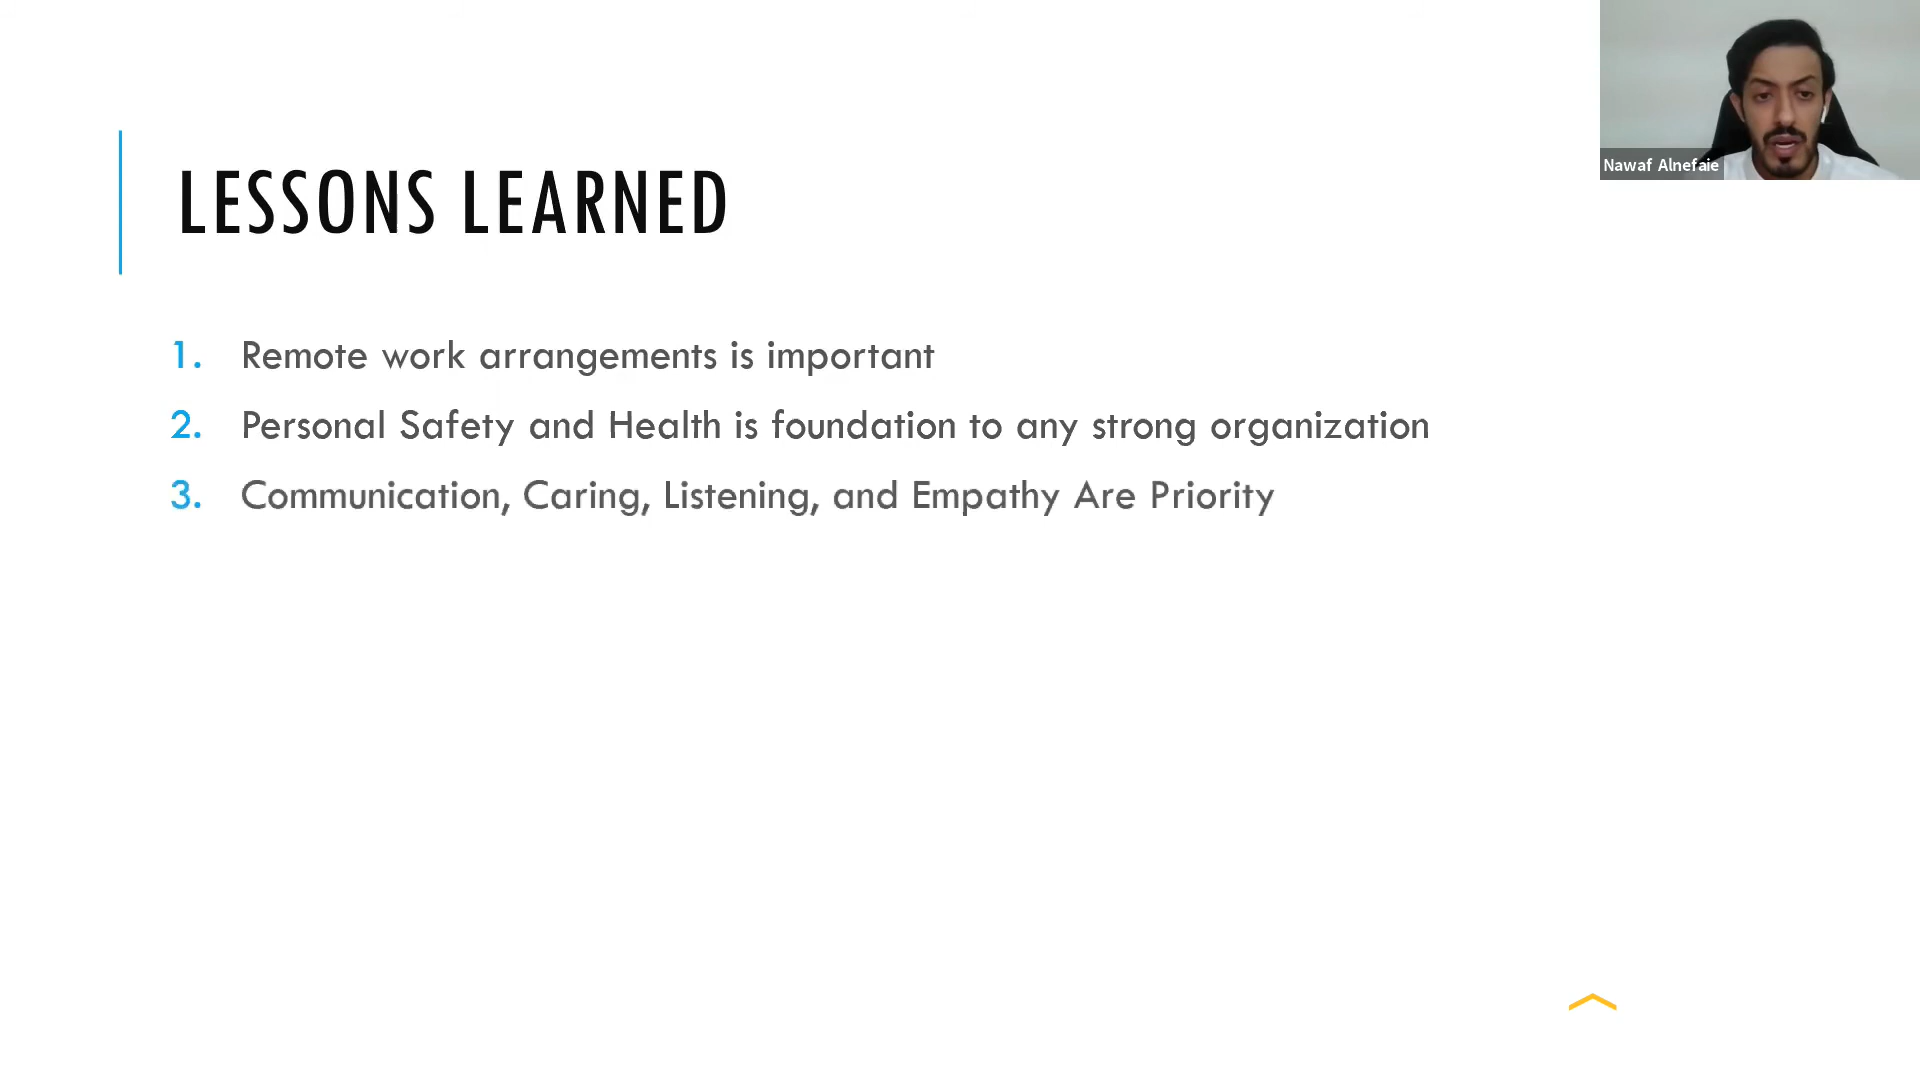 LESSONS LEARNED
1. Remote work arrangements is important
2. Personal Safety and Health is foundation to any strong organization
3. Communication, Caring, Listening, and Empathy Are Priority
Nawaf Alnefaie